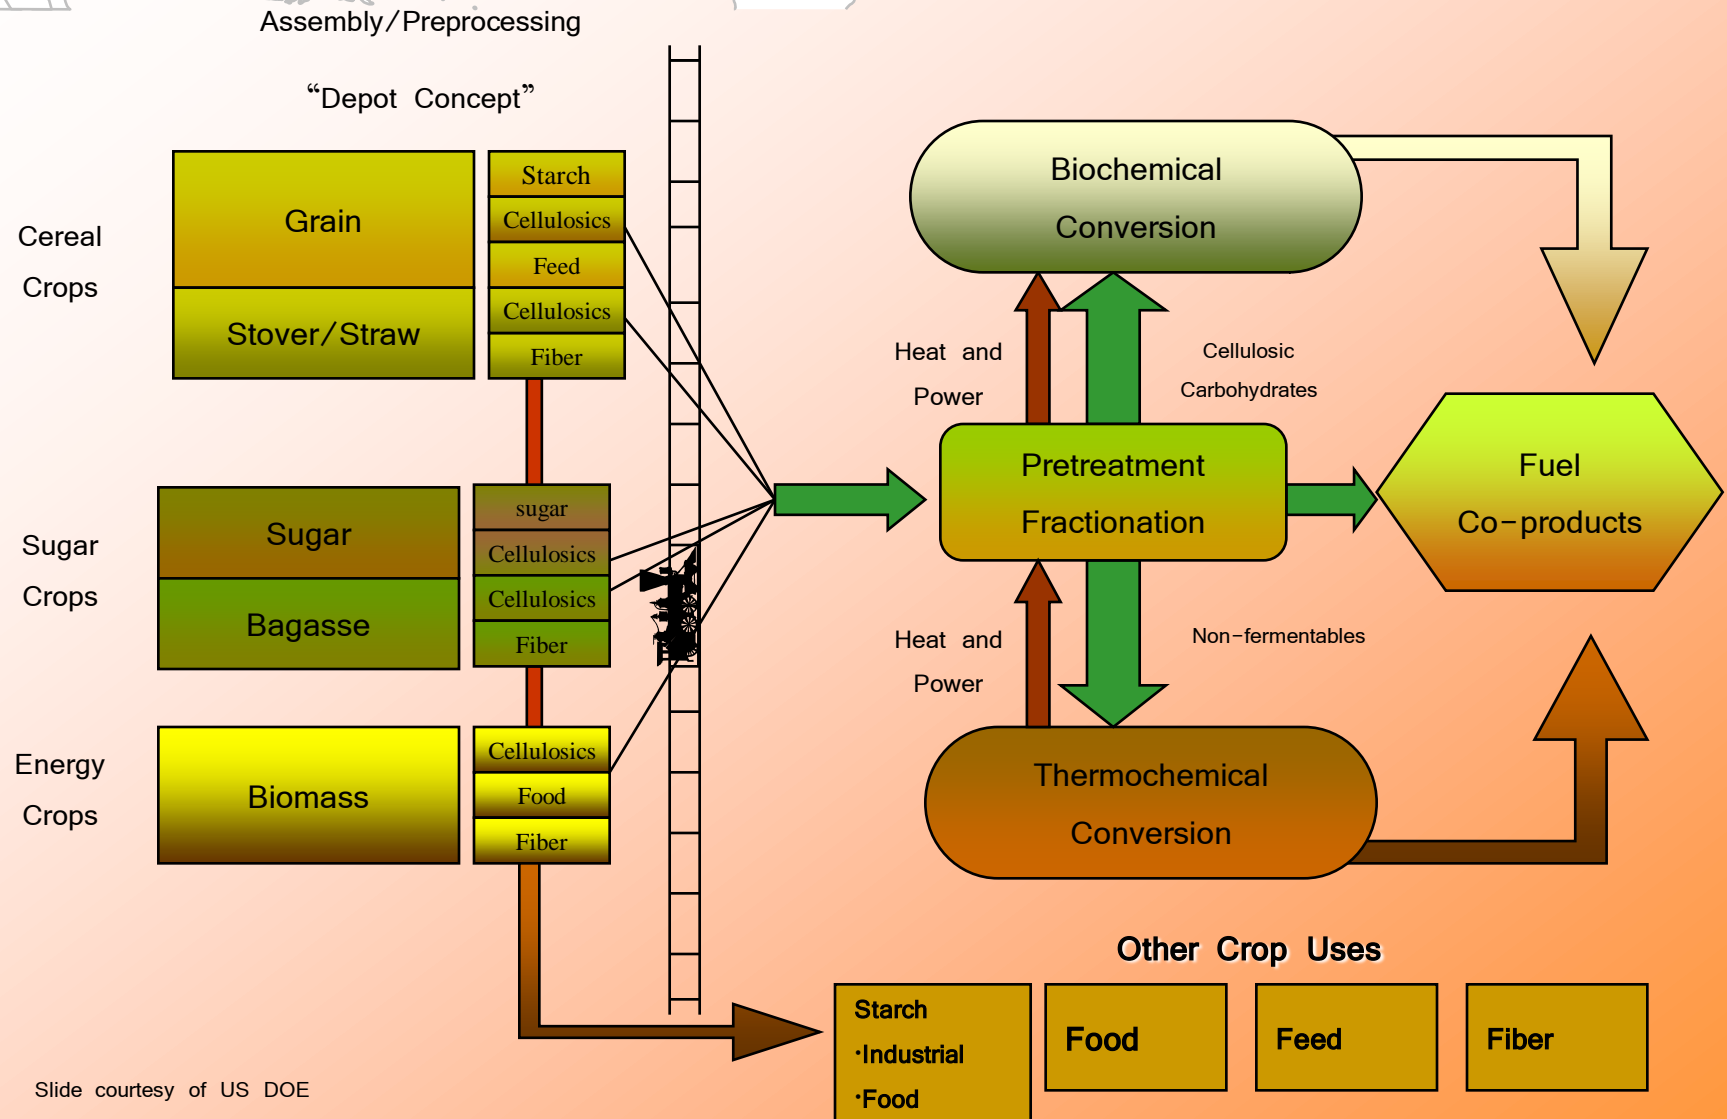 Assembly/Preprocessing
“Depot Concept”
Cereal
Crops
Grain
Stover/Straw
Starch
Cellulosics
Feed
Cellulosics
Fiber
Sugar
Crops
Sugar
Bagasse
sugar
Cellulosics
Cellulosics
Fiber
Energy
Crops
Biomass
Cellulosics
Food
Fiber
Biochemical
Conversion
Heat and
Power
Cellulosic
Carbohydrates
Pretreatment
Fractionation
Fuel
Co-products
Heat and
Power
Non-fermentables
Thermochemical
Conversion
Other Crop Uses
Starch
·Industrial
·Food
Food
Feed
Fiber
Slide courtesy of US DOE